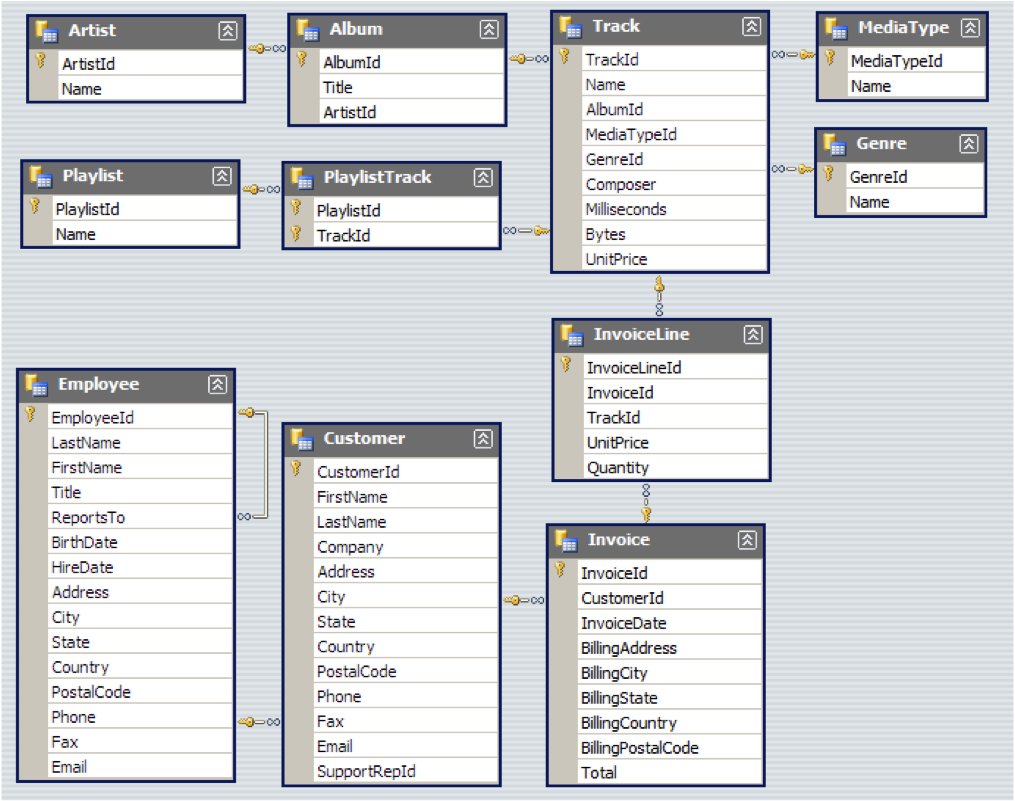 Artist
ArtistId
Name
Album
AlbumId
Title
ArtistId
Track
TrackId
Name
AlbumId
MediaTypeId
GenreId
Composer
Milliseconds
Bytes
UnitPrice
MediaType
MediaTypeId
Name
Genre
GenreId
Name
Playlist
PlaylistId
Name
PlaylistTrack
PlaylistId
TrackId
InvoiceLine
InvoiceLineId
InvoiceId
TrackId
UnitPrice
Quantity
Employee
EmployeeId
LastName
FirstName
Title
ReportsTo
BirthDate
HireDate
Address
City
State
Country
PostalCode
Phone
Fax
Email
Customer
CustomerId
FirstName
LastName
Company
Address
City
State
Country
PostalCode
Phone
Fax
Email
SupportRepId
Invoice
InvoiceId
CustomerId
InvoiceDate
BillingAddress
BillingCity
BillingState
BillingCountry
BillingPostalCode
Total